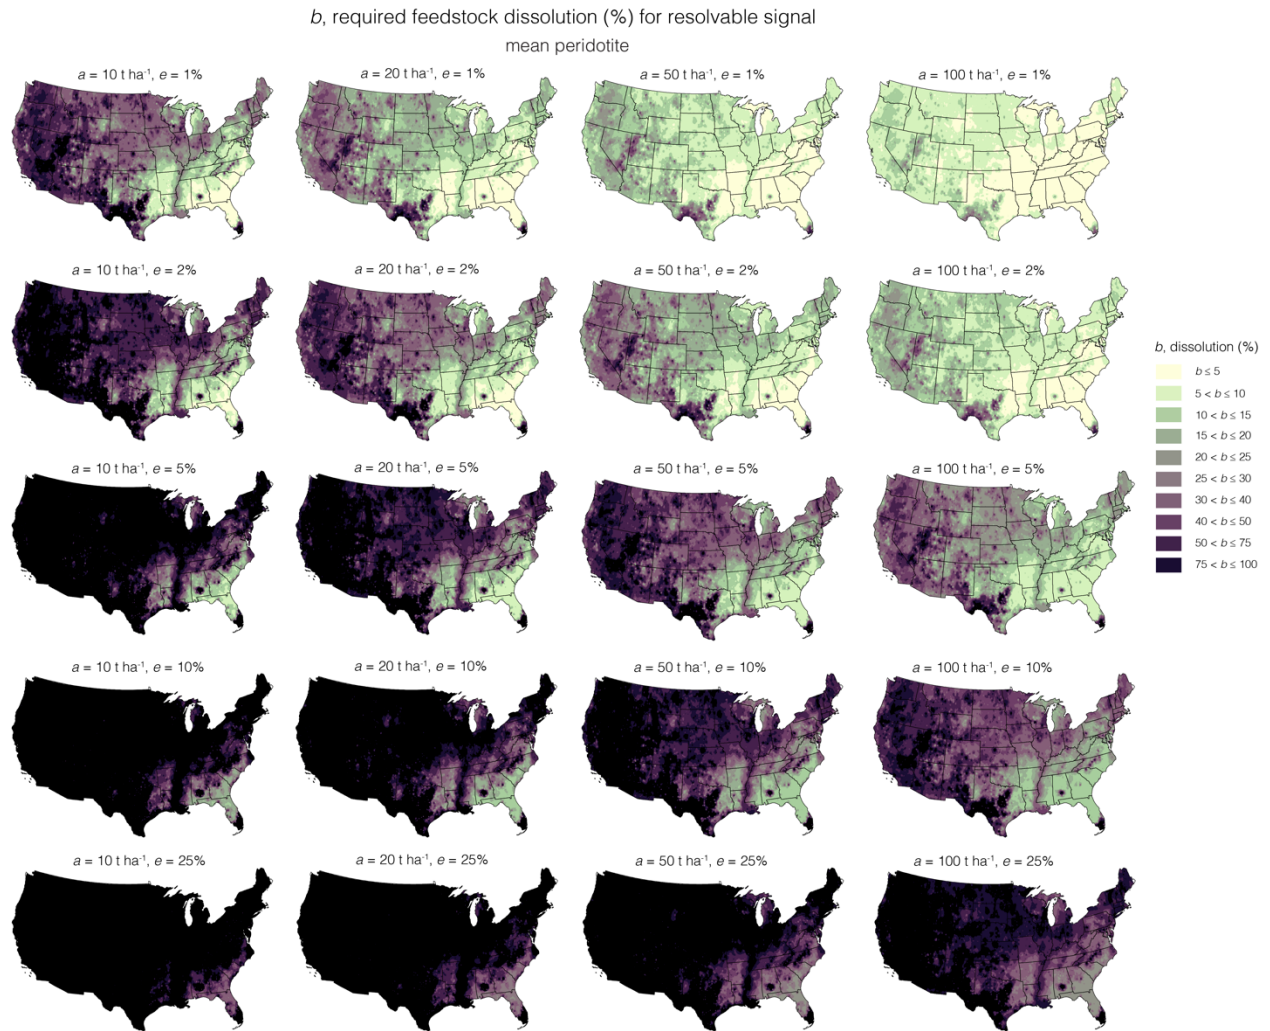 b, required feedstock dissolution (%) for resolvable signal
mean peridotite
a = 10 t ha⁻¹, e = 1%
a = 20 t ha⁻¹, e = 1%
a = 50 t ha⁻¹, e = 1%
a = 100 t ha⁻¹, e = 1%
a = 10 t ha⁻¹, e = 2%
a = 20 t ha⁻¹, e = 2%
a = 50 t ha⁻¹, e = 2%
a = 100 t ha⁻¹, e = 2%
b, dissolution (%)
b ≤ 5
5 < b ≤ 10
10 < b ≤ 15
15 < b ≤ 20
20 < b ≤ 25
25 < b ≤ 30
30 < b ≤ 40
40 < b ≤ 50
50 < b ≤ 75
75 < b ≤ 100
a = 10 t ha⁻¹, e = 5%
a = 20 t ha⁻¹, e = 5%
a = 50 t ha⁻¹, e = 5%
a = 100 t ha⁻¹, e = 5%
a = 10 t ha⁻¹, e = 10%
a = 20 t ha⁻¹, e = 10%
a = 50 t ha⁻¹, e = 10%
a = 100 t ha⁻¹, e = 10%
a = 10 t ha⁻¹, e = 25%
a = 20 t ha⁻¹, e = 25%
a = 50 t ha⁻¹, e = 25%
a = 100 t ha⁻¹, e = 25%